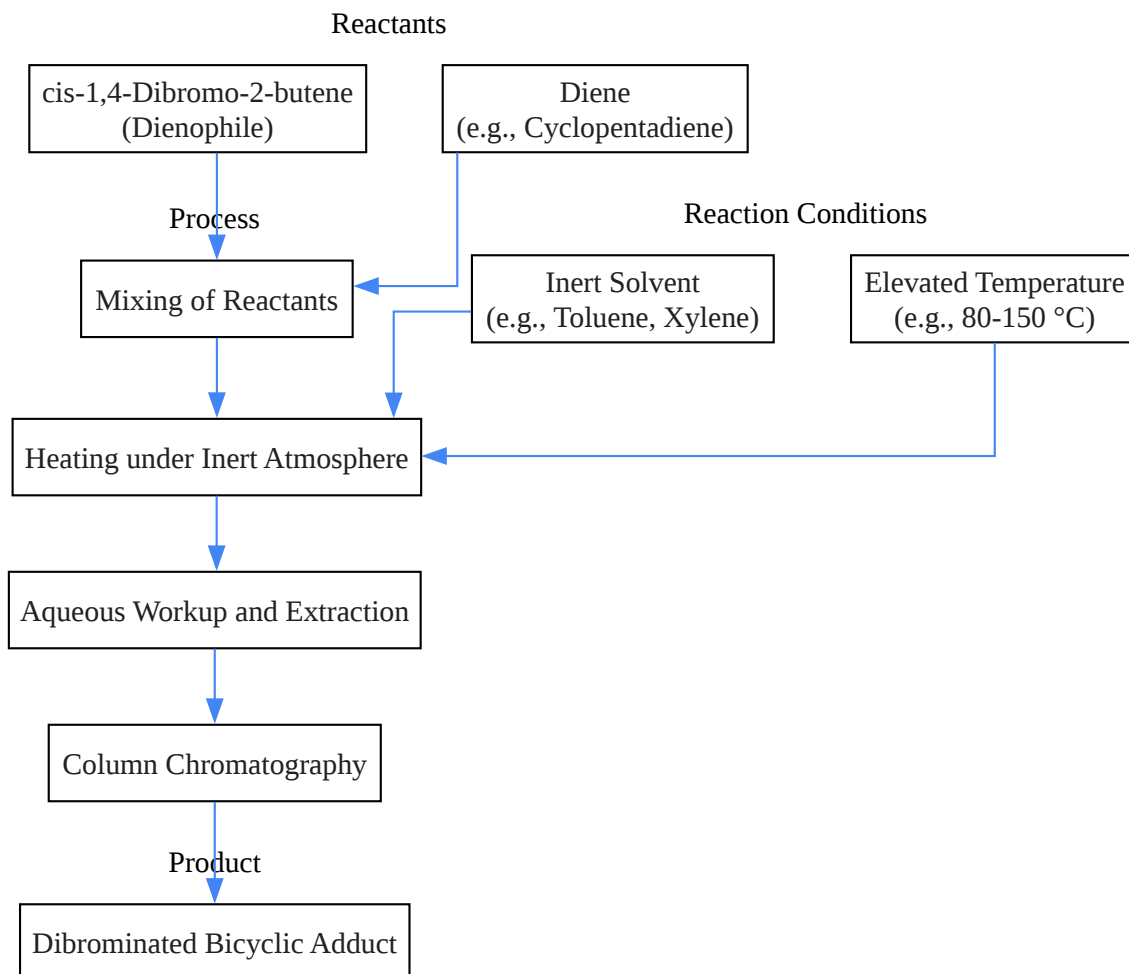 Reactants
cis-1,4-Dibromo-2-butene
(Dienophile)
Diene
(e.g., Cyclopentadiene)
Process
Reaction Conditions
Mixing of Reactants
Inert Solvent
(e.g., Toluene, Xylene)
Elevated Temperature
(e.g., 80-150 °C)
Heating under Inert Atmosphere
Aqueous Workup and Extraction
Column Chromatography
Product
Dibrominated Bicyclic Adduct